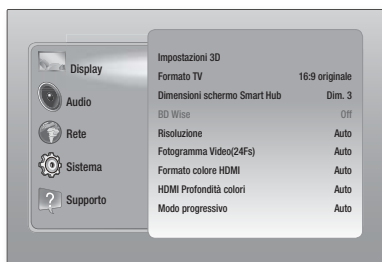 Display
Audio
Rete
Sistema
Supporto
Impostazioni 3D
Formato TV 16:9 originale
Dimensioni schermo Smart Hub Dim. 3
BD Wise Off
Risoluzione Auto
Fotogramma Video(24Fs) Auto
Formato colore HDMI Auto
HDMI Profondità colori Auto
Modo progressivo Auto